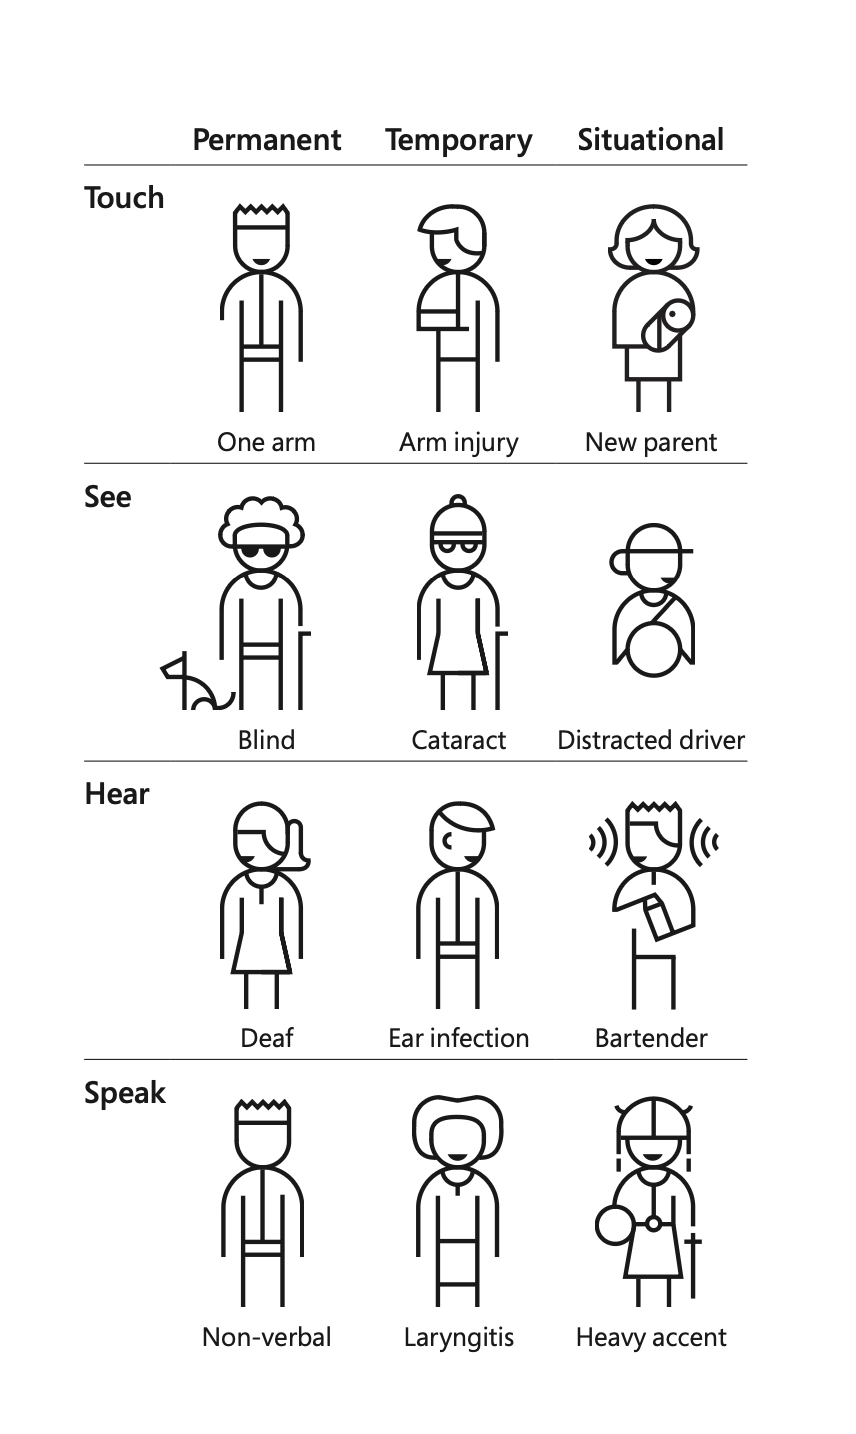 Permanent Temporary Situational
Touch
One arm Arm injury New parent
See
Blind Cataract Distracted driver
Hear
Deaf Ear infection Bartender
Speak
Non-verbal Laryngitis Heavy accent